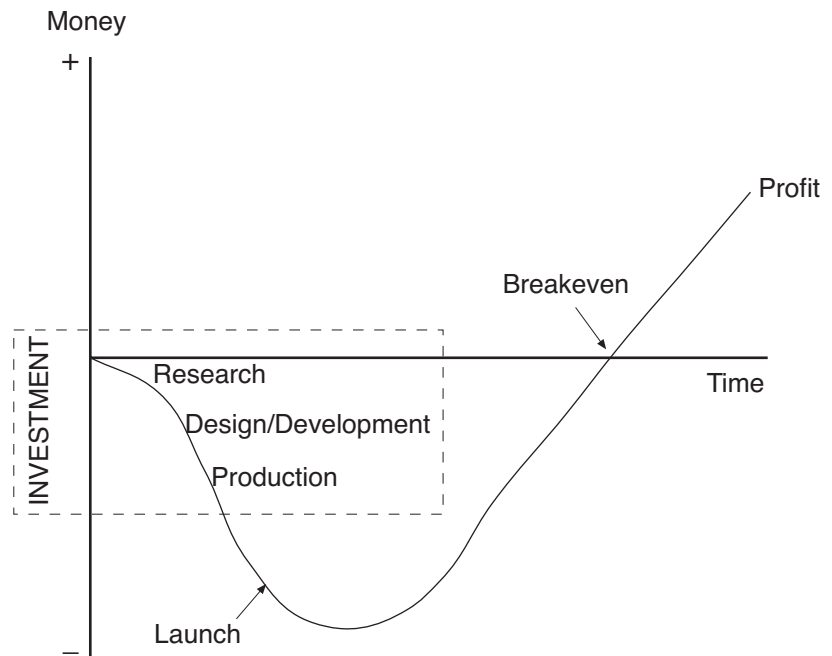 Money
+
Profit
Breakeven
INVESTMENT
Research
Time
Design/Development
Production
Launch
–